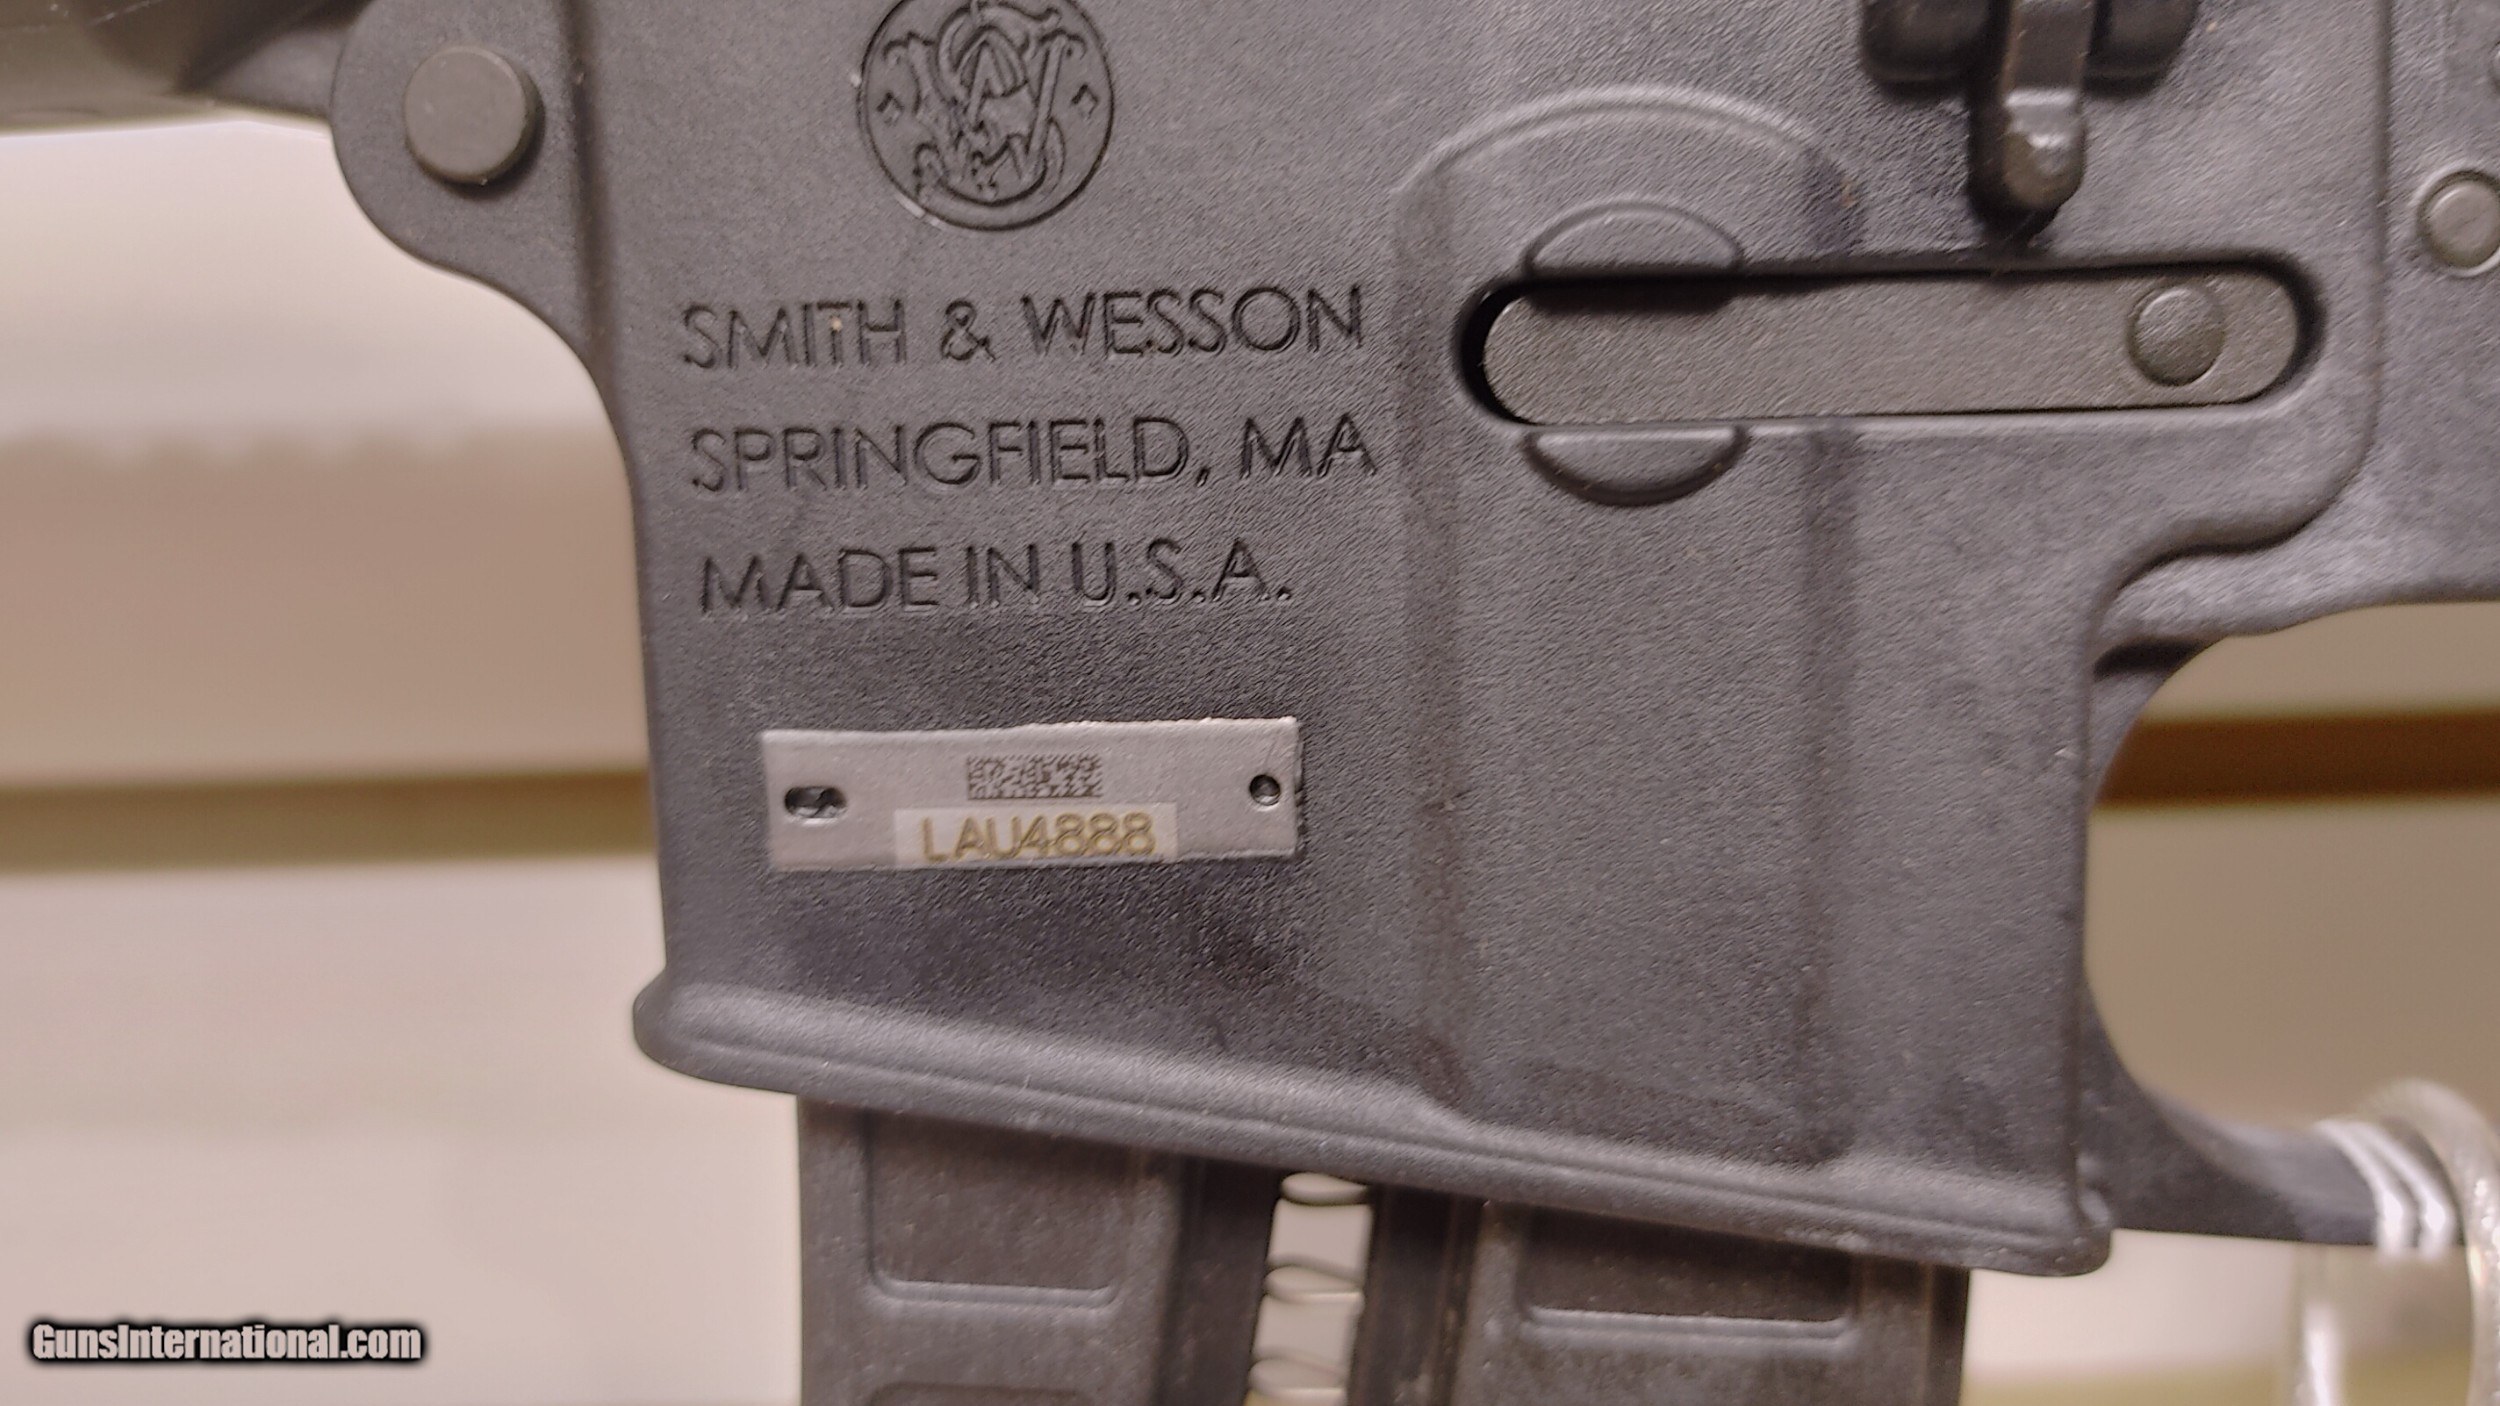 SMITH & WESSON
SPRINGFIELD, MA
MADE IN U.S.A.
LAU4888
GunsInternational.com